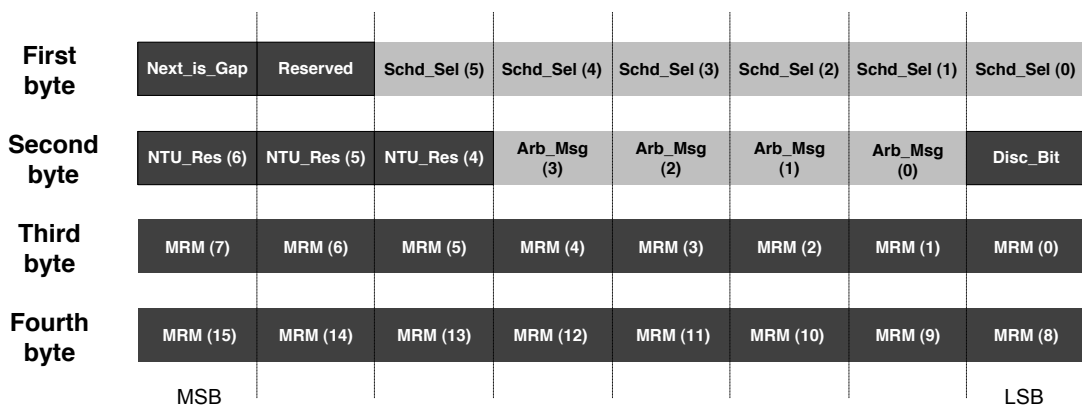 First byte
Next_is_Gap Reserved Schd_Sel (5) Schd_Sel (4) Schd_Sel (3) Schd_Sel (2) Schd_Sel (1) Schd_Sel (0)
Second byte
NTU_Res (6) NTU_Res (5) NTU_Res (4) Arb_Msg (3) Arb_Msg (2) Arb_Msg (1) Arb_Msg (0) Disc_Bit
Third byte
MRM (7) MRM (6) MRM (5) MRM (4) MRM (3) MRM (2) MRM (1) MRM (0)
Fourth byte
MRM (15) MRM (14) MRM (13) MRM (12) MRM (11) MRM (10) MRM (9) MRM (8)
MSB LSB